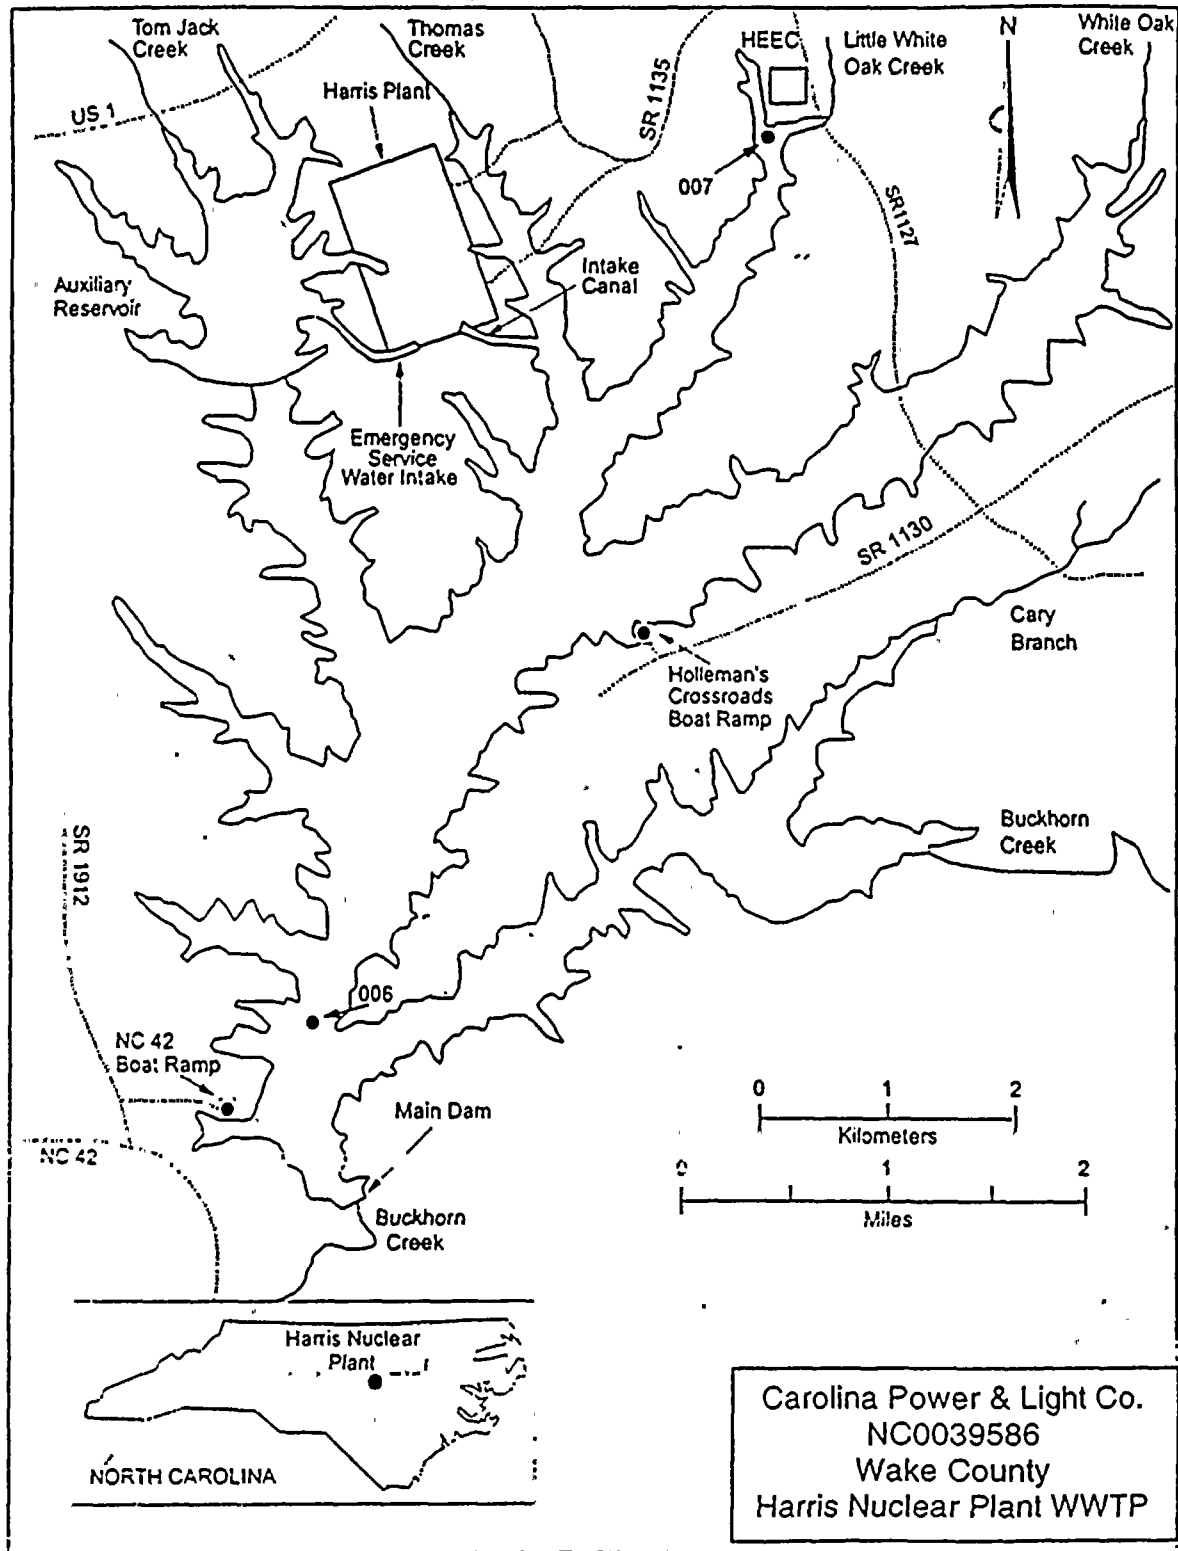 Tom Jack
Creek
Thomas
Creek
HEEC
Little White
Oak Creek
N
White Oak
Creek
Harris Plant
US 1
SR 1135
007
SR1127
Auxiliary
Reservoir
Intake
Canal
Emergency
Service
Water Intake
SR 1130
Cary
Branch
Holleman's
Crossroads
Boat Ramp
SR 1912
Buckhorn
Creek
006
NC 42
Boat Ramp
Main Dam
0 1 2
Kilometers
NC 42
0 1 2
Miles
Buckhorn
Creek
Harris Nuclear
Plant
NORTH CAROLINA
Carolina Power & Light Co.
NC0039586
Wake County
Harris Nuclear Plant WWTP